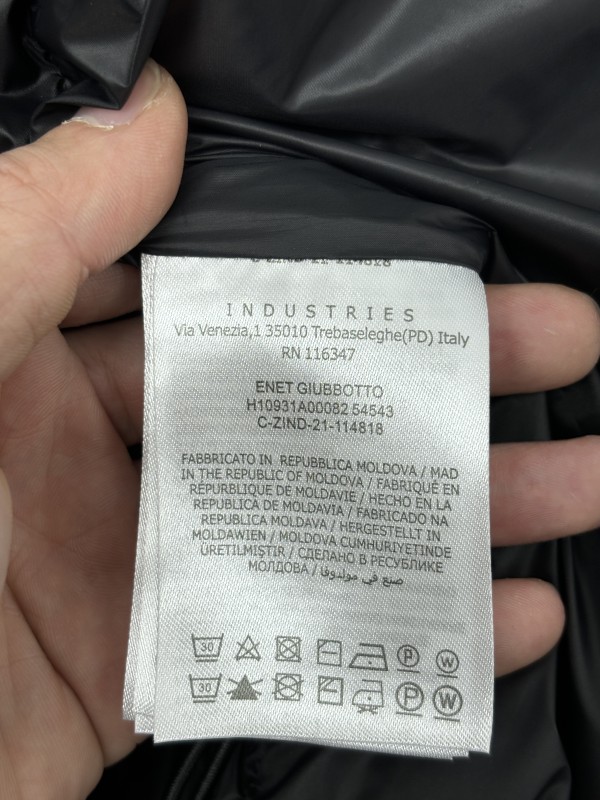 INDUSTRIES
Via Venezia,1 35010 Trebaseleghe(PD) Italy
RN 116347
ENET GIUBBOTTO
H10931A00082 54543
C-ZIND-21-114818
FABBRICATO IN REPUBBLICA MOLDOVA / MAD
IN THE REPUBLIC OF MOLDOVA / FABRIQUÉ EN
RÉPURBLIQUE DE MOLDAVIE / HECHO EN LA
REPUBLICA DE MOLDAVIA / FABRICADO NA
REPUBLICA MOLDAVA / HERGESTELLT IN
MOLDAWIEN / MOLDOVA CUMHURIYETINDE
ÜRETILMIŞTIR / СДЕЛАНО В РЕСПУБЛИКЕ
МОЛДОВА / صنع في مولدوفا
30 P W
30 P W